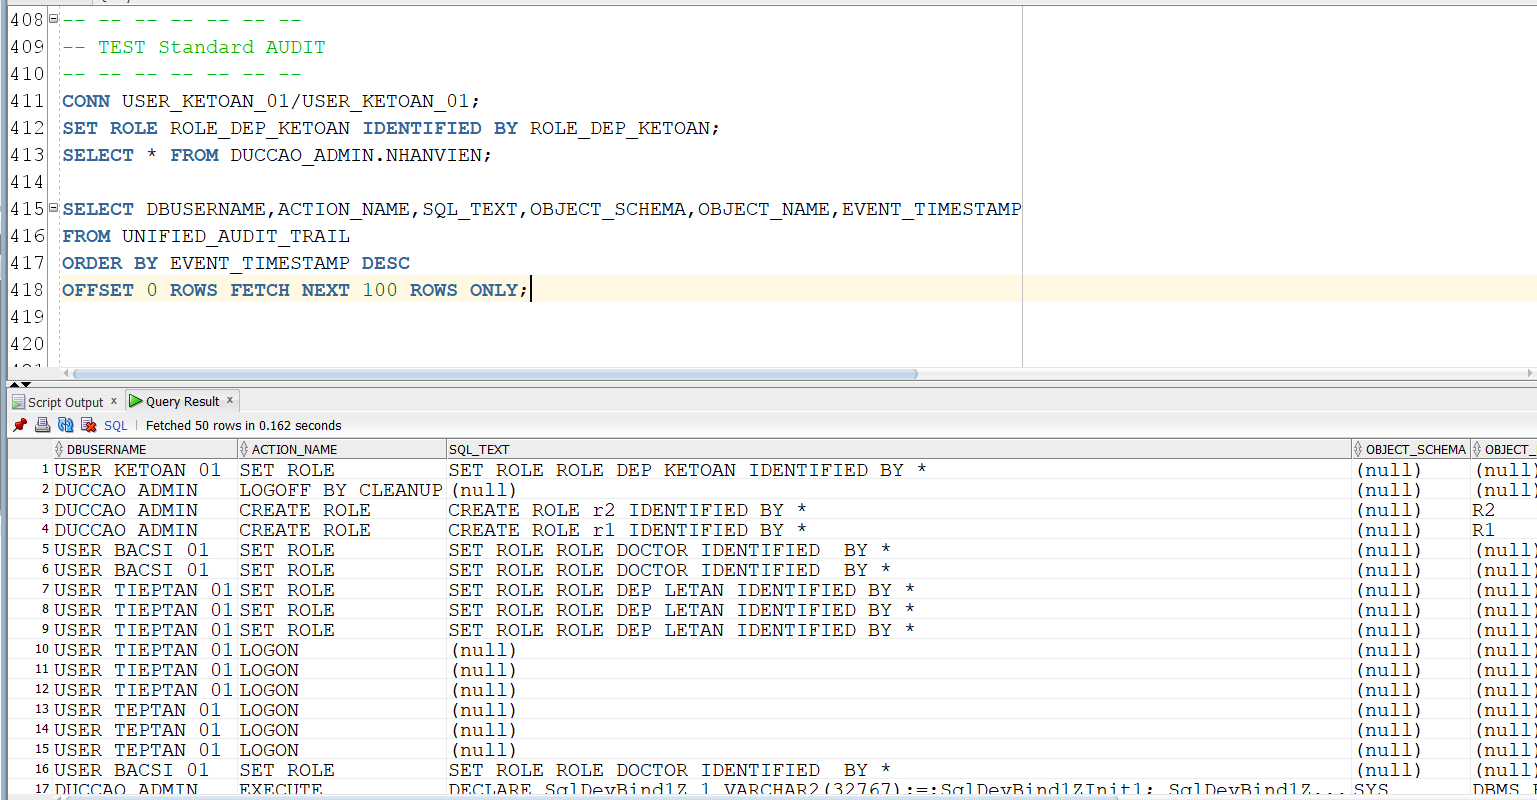 408 -- -- -- -- -- -- --
409 -- TEST Standard AUDIT
410 -- -- -- -- -- -- --
411 CONN USER_KETOAN_01/USER_KETOAN_01;
412 SET ROLE ROLE_DEP_KETOAN IDENTIFIED BY ROLE_DEP_KETOAN;
413 SELECT * FROM DUCCAO_ADMIN.NHANVIEN;
414
415 SELECT DBUSERNAME,ACTION_NAME,SQL_TEXT,OBJECT_SCHEMA,OBJECT_NAME,EVENT_TIMESTAMP
416 FROM UNIFIED_AUDIT_TRAIL
417 ORDER BY EVENT_TIMESTAMP DESC
418 OFFSET 0 ROWS FETCH NEXT 100 ROWS ONLY;
419
420
Script Output x Query Result x
SQL | Fetched 50 rows in 0.162 seconds
DBUSERNAME ACTION_NAME SQL_TEXT OBJECT_SCHEMA OBJECT_
1 USER_KETOAN_01 SET ROLE SET ROLE ROLE_DEP_KETOAN IDENTIFIED BY * (null) (null)
2 DUCCAO_ADMIN LOGOFF BY CLEANUP (null) (null) (null)
3 DUCCAO_ADMIN CREATE ROLE CREATE ROLE r2 IDENTIFIED BY * (null) R2
4 DUCCAO_ADMIN CREATE ROLE CREATE ROLE r1 IDENTIFIED BY * (null) R1
5 USER_BACSI_01 SET ROLE SET ROLE ROLE_DOCTOR IDENTIFIED  BY * (null) (null)
6 USER_BACSI_01 SET ROLE SET ROLE ROLE_DOCTOR IDENTIFIED  BY * (null) (null)
7 USER_TIEPTAN_01 SET ROLE SET ROLE ROLE_DEP_LETAN IDENTIFIED BY * (null) (null)
8 USER_TIEPTAN_01 SET ROLE SET ROLE ROLE_DEP_LETAN IDENTIFIED BY * (null) (null)
9 USER_TIEPTAN_01 SET ROLE SET ROLE ROLE_DEP_LETAN IDENTIFIED BY * (null) (null)
10 USER_TIEPTAN_01 LOGON (null) (null) (null)
11 USER_TIEPTAN_01 LOGON (null) (null) (null)
12 USER_TIEPTAN_01 LOGON (null) (null) (null)
13 USER_TEPTAN_01 LOGON (null) (null) (null)
14 USER_TEPTAN_01 LOGON (null) (null) (null)
15 USER_TEPTAN_01 LOGON (null) (null) (null)
16 USER_BACSI_01 SET ROLE SET ROLE ROLE_DOCTOR IDENTIFIED  BY * (null) (null)
17 DUCCAO_ADMIN EXECUTE DECLARE SqlDevBind1Z_1 VARCHAR2(32767):=:SqlDevBind1ZInit1; SqlDevBind1Z... SYS DBMS_